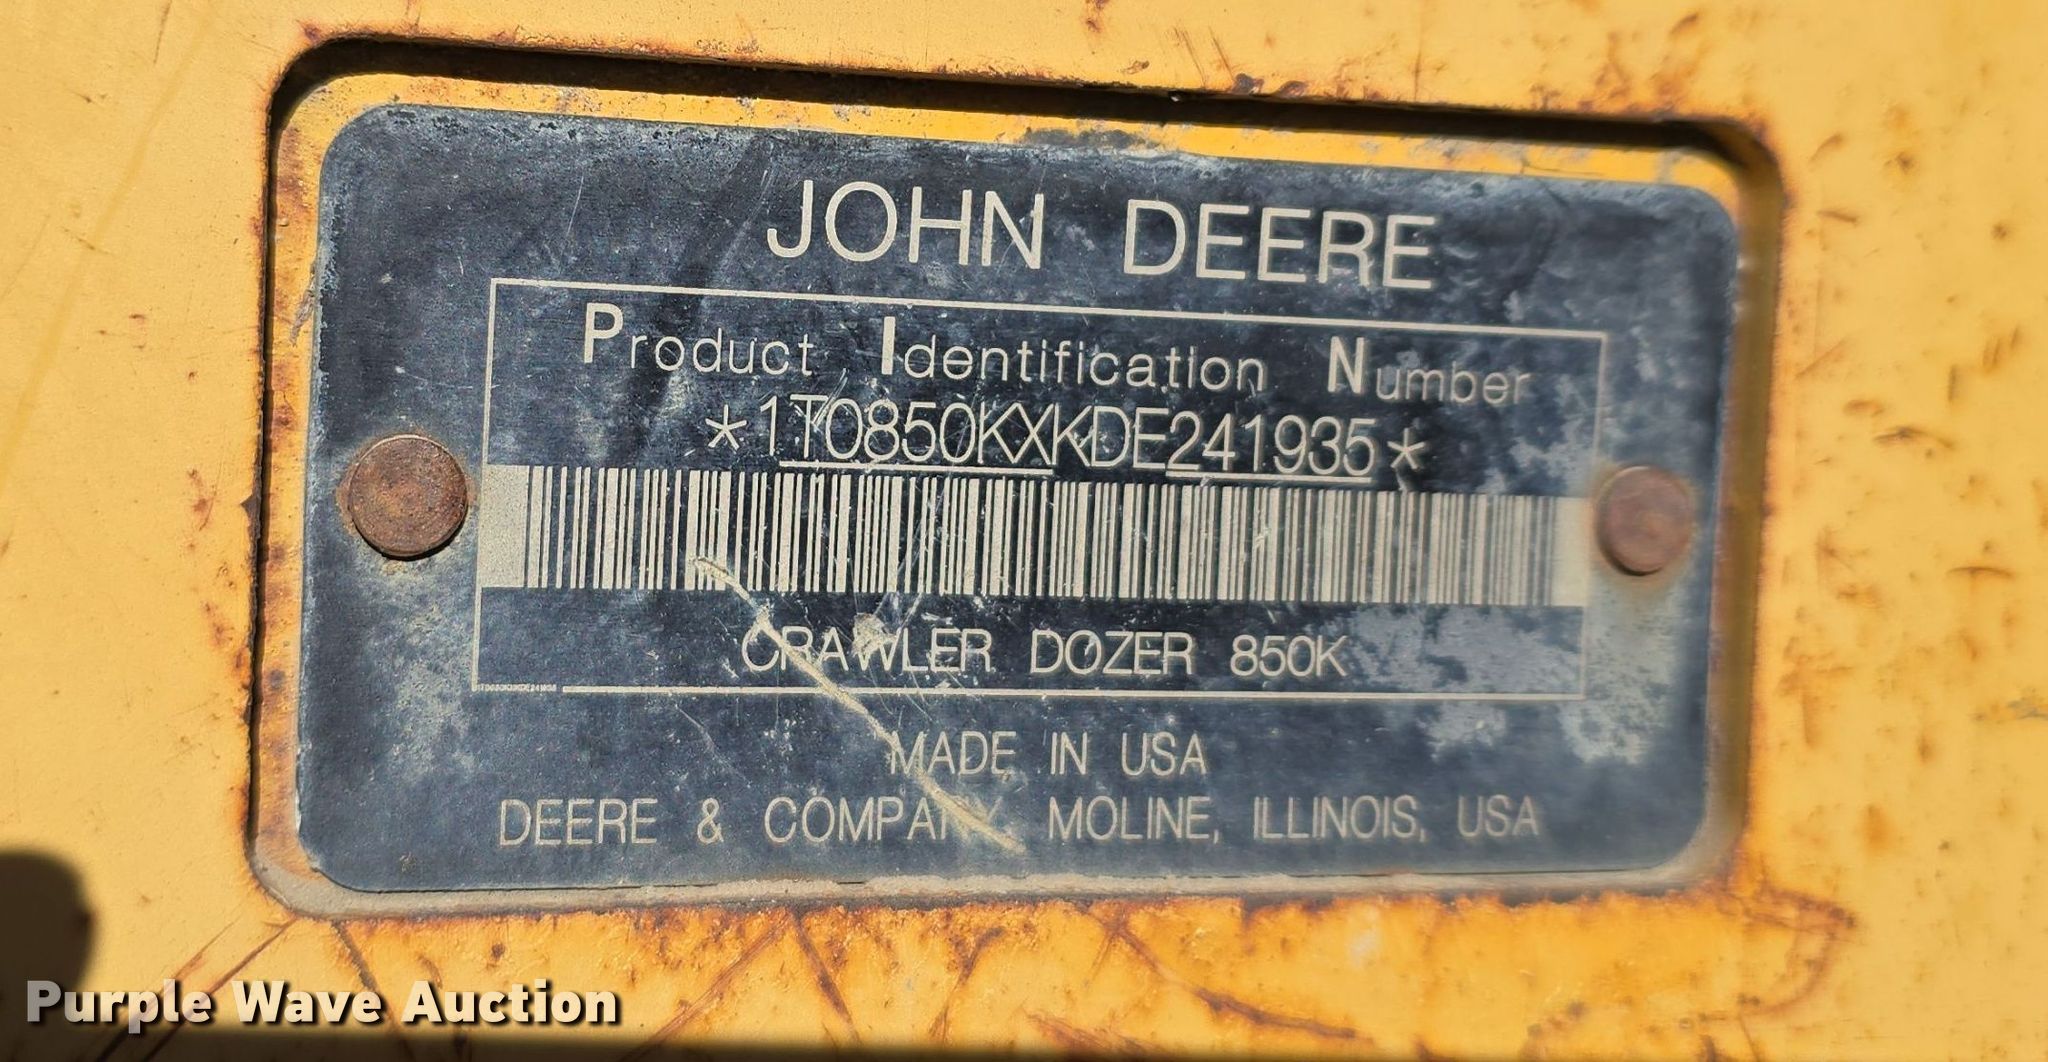 JOHN DEERE
Product Identification Number
*1T0850KXKDE241935*
CRAWLER DOZER 850K
MADE IN USA
DEERE & COMPANY, MOLINE, ILLINOIS, USA
Purple Wave Auction